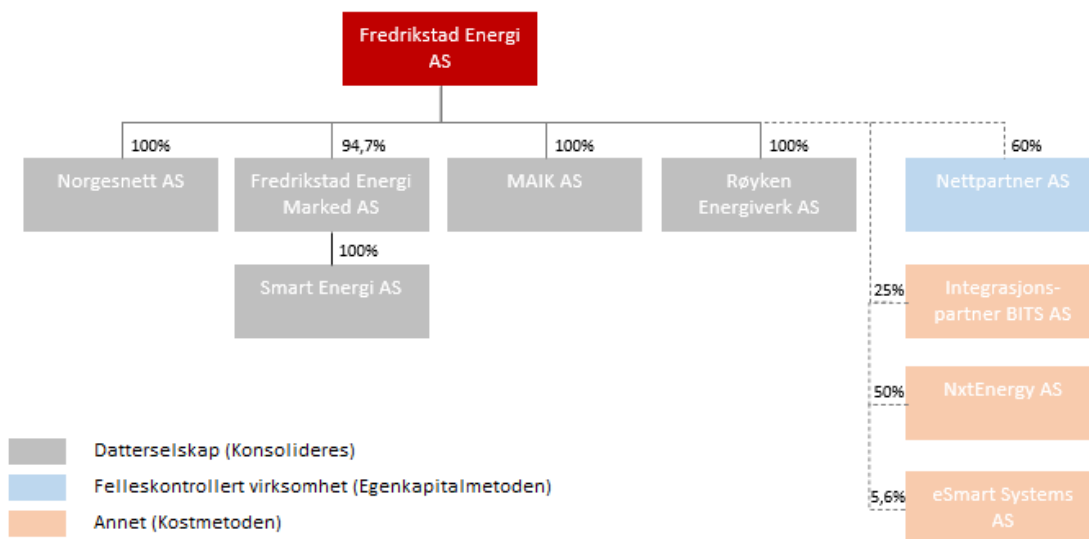 Fredrikstad Energi
AS
100%
94,7%
100%
100%
60%
Norgesnett AS
Fredrikstad Energi
Marked AS
MAIK AS
Røyken
Energiverk AS
Nettpartner AS
100%
Smart Energi AS
25%
Integrasjons-
partner BITS AS
50%
NxtEnergy AS
5,6%
eSmart Systems
AS
Datterselskap (Konsolideres)
Felleskontrollert virksomhet (Egenkapitalmetoden)
Annet (Kostmetoden)